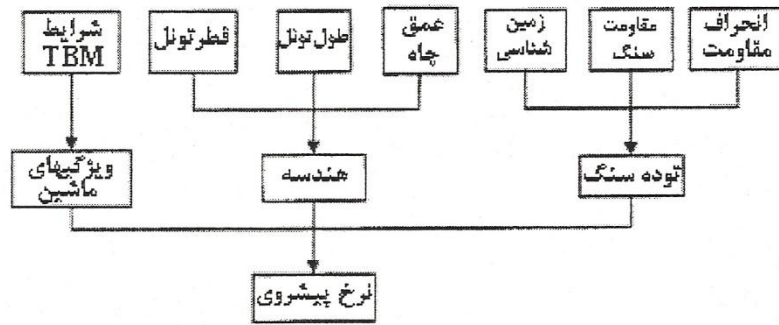 انحراف
مقاومت
مقاومت
سنگ
زمین
شناسی
عمق
چاه
طول تونل
قطر تونل
شرایط
TBM
توده سنگ
هندسه
ویژگیهای
ماشین
نرخ پیشروی